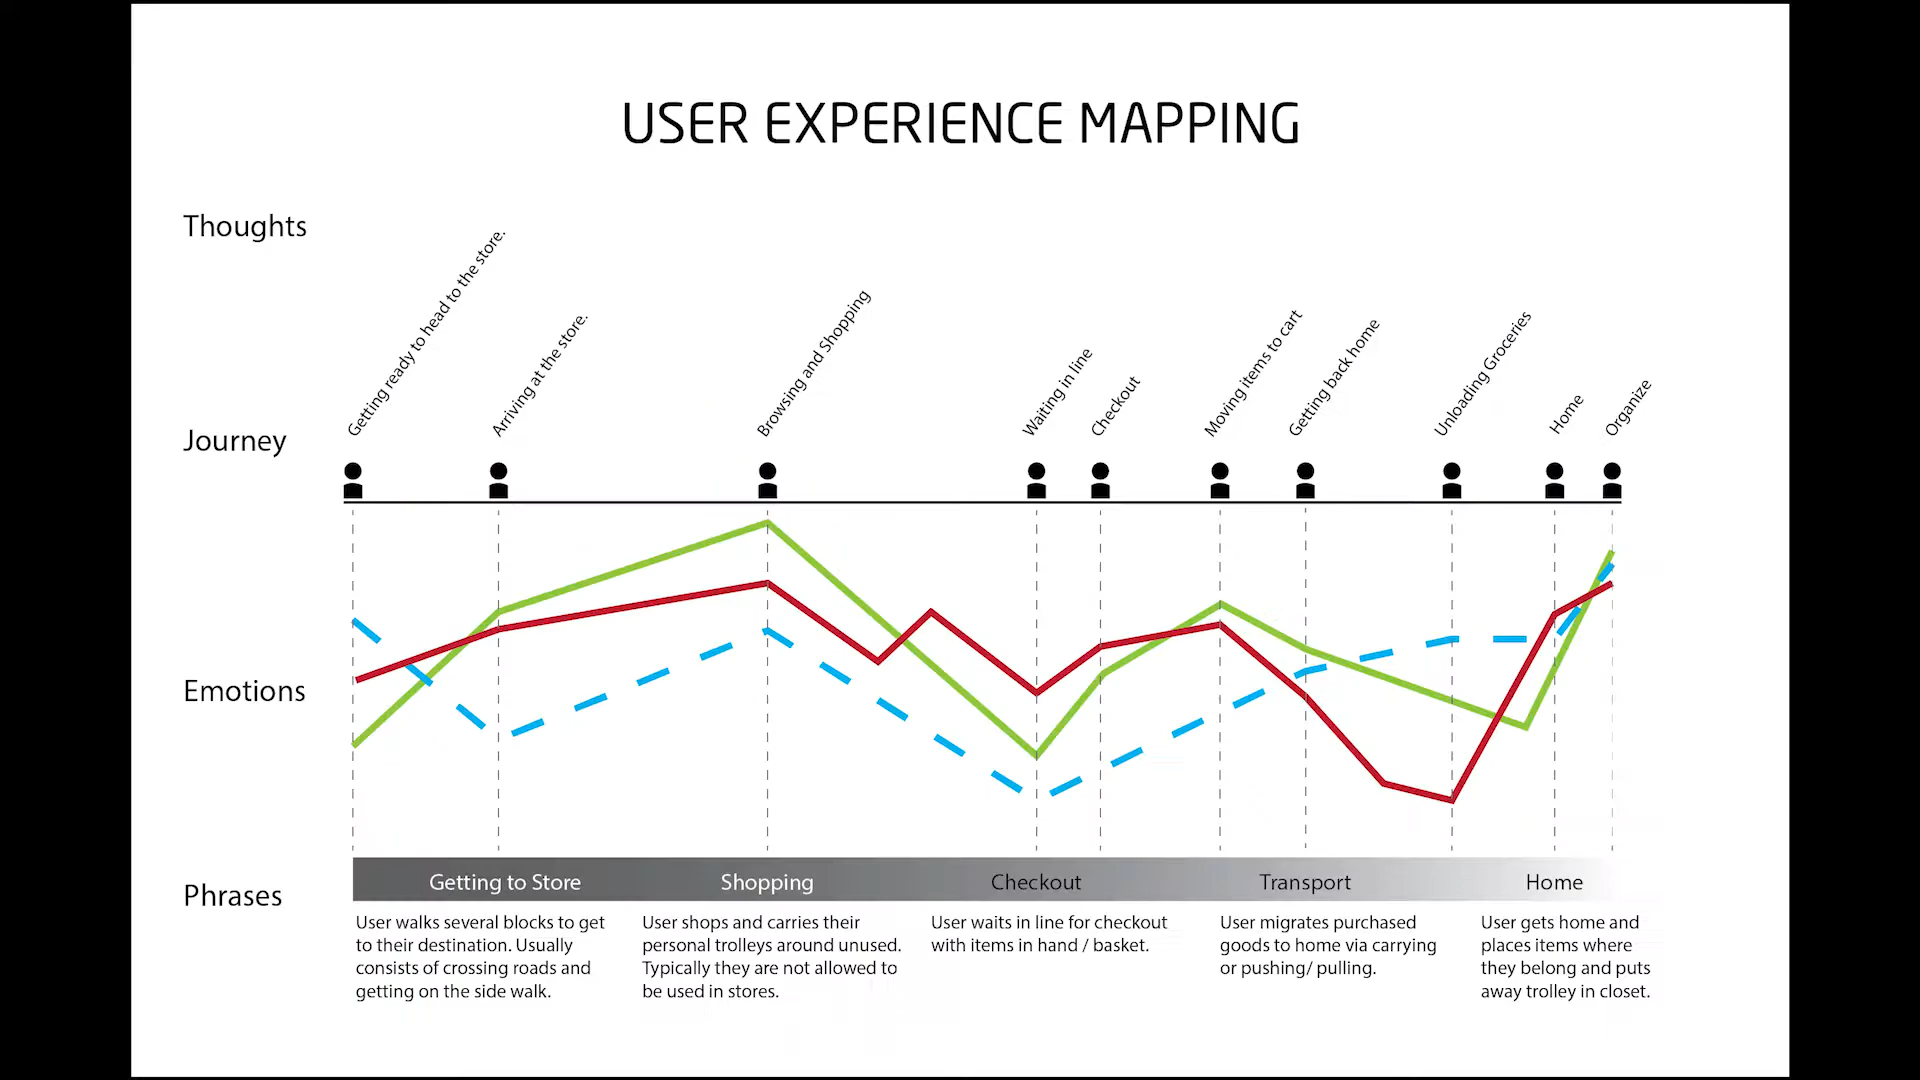 USER EXPERIENCE MAPPING
Thoughts
Getting ready to head to the store.
Arriving at the store.
Browsing and Shopping
Waiting in line
Checkout
Moving items to cart
Getting back home
Unloading Groceries
Home
Organize
Journey
Emotions
Phrases
Getting to Store
Shopping
Checkout
Transport
Home
User walks several blocks to get
to their destination. Usually
consists of crossing roads and
getting on the side walk.
User shops and carries their
personal trolleys around unused.
Typically they are not allowed to
be used in stores.
User waits in line for checkout
with items in hand / basket.
User migrates purchased
goods to home via carrying
or pushing/ pulling.
User gets home and
places items where
they belong and puts
away trolley in closet.